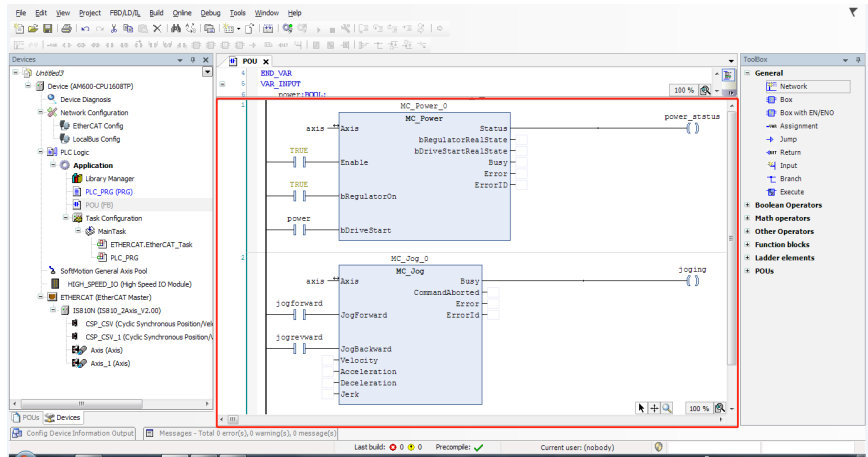 File Edit View Project FBD/LD/IL Build Online Debug Tools Window Help
Devices
Untitled3
Device (AM600-CPU1608TP)
Device Diagnosis
Network Configuration
EtherCAT Config
LocalBus Config
PLC Logic
Application
Library Manager
PLC_PRG (PRG)
POU (FB)
Task Configuration
MainTask
ETHERCAT.EtherCAT_Task
PLC_PRG
SoftMotion General Axis Pool
HIGH_SPEED_IO (High Speed IO Module)
ETHERCAT (EtherCAT Master)
IS810N (IS810_2Axis_V2.00)
CSP_CSV (Cyclic Synchronous Position/Vel
CSP_CSV_1 (Cyclic Synchronous Position/V
Axis (Axis)
Axis_1 (Axis)
POUs Devices
POU X
4 END_VAR
5 VAR_INPUT
6 power:BOOL;
100 %
1
MC_Power_0
MC_Power
power_ststus
axis Axis Status
bRegulatorRealState
TRUE bDriveStartRealState
Enable Busy
Error
TRUE ErrorID
bRegulatorOn
power
bDriveStart
2
MC_Jog_0
MC_Jog
joging
axis Axis Busy
CommandAborted
jogforward Error
JogForward ErrorId
jogrevward
JogBackward
Velocity
Acceleration
Deceleration
Jerk
100 %
ToolBox
General
Network
Box
Box with EN/ENO
Assignment
Jump
Return
Input
Branch
Execute
Boolean Operators
Math operators
Other Operators
Function blocks
Ladder elements
POUs
Config Device Information Output Messages - Total 0 error(s), 0 warning(s), 0 message(s)
Last build: 0 0 Precompile: Current user: (nobody)